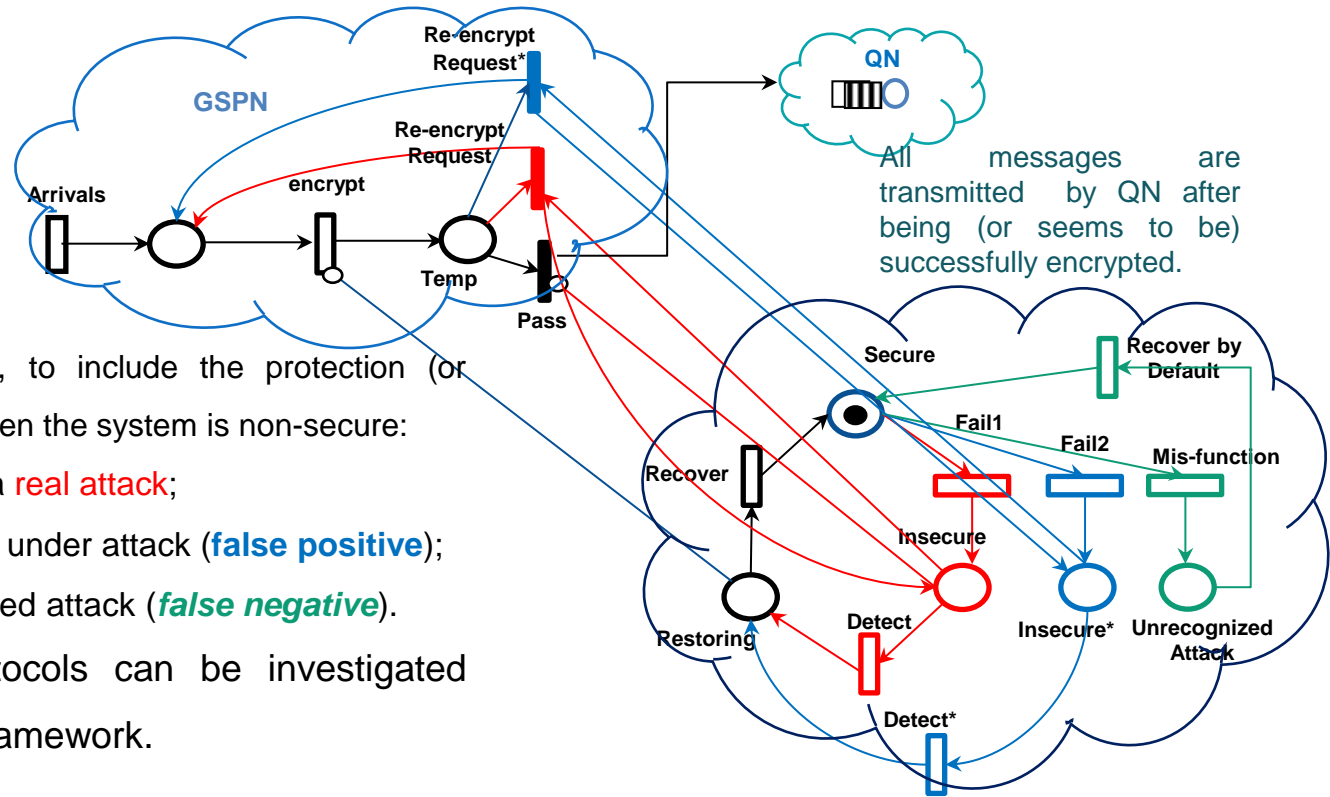 Re-encrypt
Request*
QN
GSPN
Re-encrypt
Request
All messages are
transmitted by QN after
being (or seems to be)
successfully encrypted.
Arrivals
encrypt
Temp
Pass
, to include the protection (or
en the system is non-secure:
a real attack;
under attack (false positive);
ed attack (false negative).
tocols can be investigated
amework.
Secure
Recover by
Default
Fail1
Fail2
Mis-function
Recover
Insecure
Restoring
Detect
Insecure*
Unrecognized
Attack
Detect*